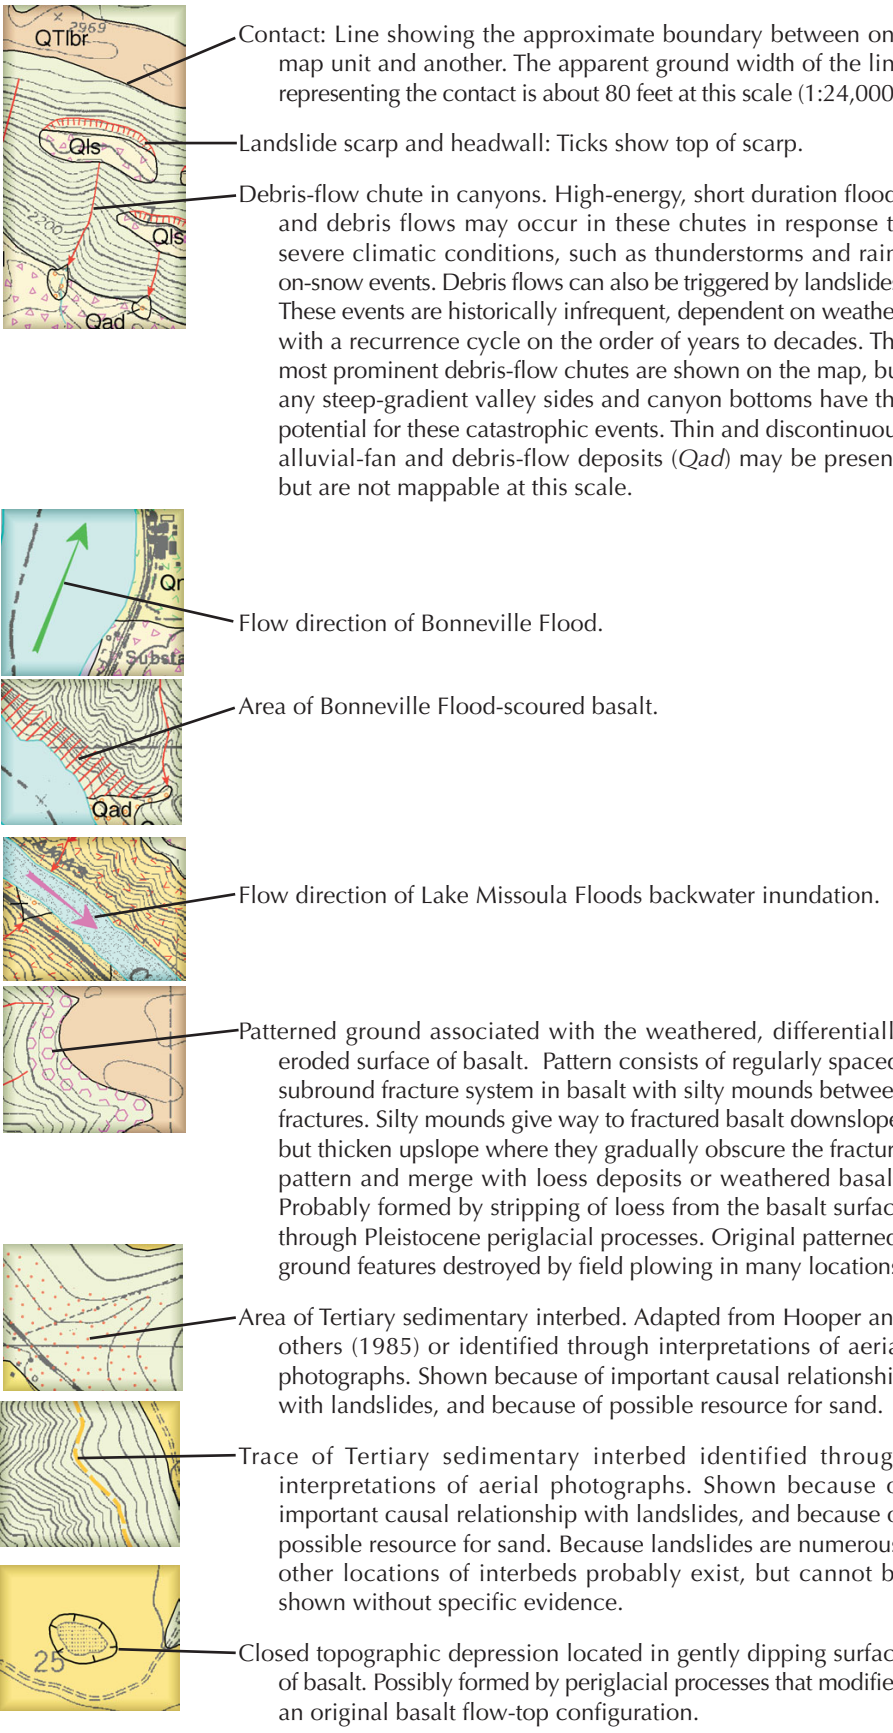 2969
QTlbr
Qls
2200
Qls
Qad
Contact: Line showing the approximate boundary between on
map unit and another. The apparent ground width of the lin
representing the contact is about 80 feet at this scale (1:24,000
Landslide scarp and headwall: Ticks show top of scarp.
Debris-flow chute in canyons. High-energy, short duration flood
and debris flows may occur in these chutes in response t
severe climatic conditions, such as thunderstorms and rain
on-snow events. Debris flows can also be triggered by landslide
These events are historically infrequent, dependent on weathe
with a recurrence cycle on the order of years to decades. Th
most prominent debris-flow chutes are shown on the map, bu
any steep-gradient valley sides and canyon bottoms have th
potential for these catastrophic events. Thin and discontinuou
alluvial-fan and debris-flow deposits (Qad) may be presen
but are not mappable at this scale.
Substa
Flow direction of Bonneville Flood.
Qad
Area of Bonneville Flood-scoured basalt.
Flow direction of Lake Missoula Floods backwater inundation.
Patterned ground associated with the weathered, differentiall
eroded surface of basalt. Pattern consists of regularly spaced
subround fracture system in basalt with silty mounds betwee
fractures. Silty mounds give way to fractured basalt downslope
but thicken upslope where they gradually obscure the fractur
pattern and merge with loess deposits or weathered basal
Probably formed by stripping of loess from the basalt surfac
through Pleistocene periglacial processes. Original patterned
ground features destroyed by field plowing in many locations
Area of Tertiary sedimentary interbed. Adapted from Hooper an
others (1985) or identified through interpretations of aeria
photographs. Shown because of important causal relationshi
with landslides, and because of possible resource for sand.
Trace of Tertiary sedimentary interbed identified throug
interpretations of aerial photographs. Shown because o
important causal relationship with landslides, and because o
possible resource for sand. Because landslides are numerous
other locations of interbeds probably exist, but cannot b
shown without specific evidence.
25
Closed topographic depression located in gently dipping surfac
of basalt. Possibly formed by periglacial processes that modifie
an original basalt flow-top configuration.